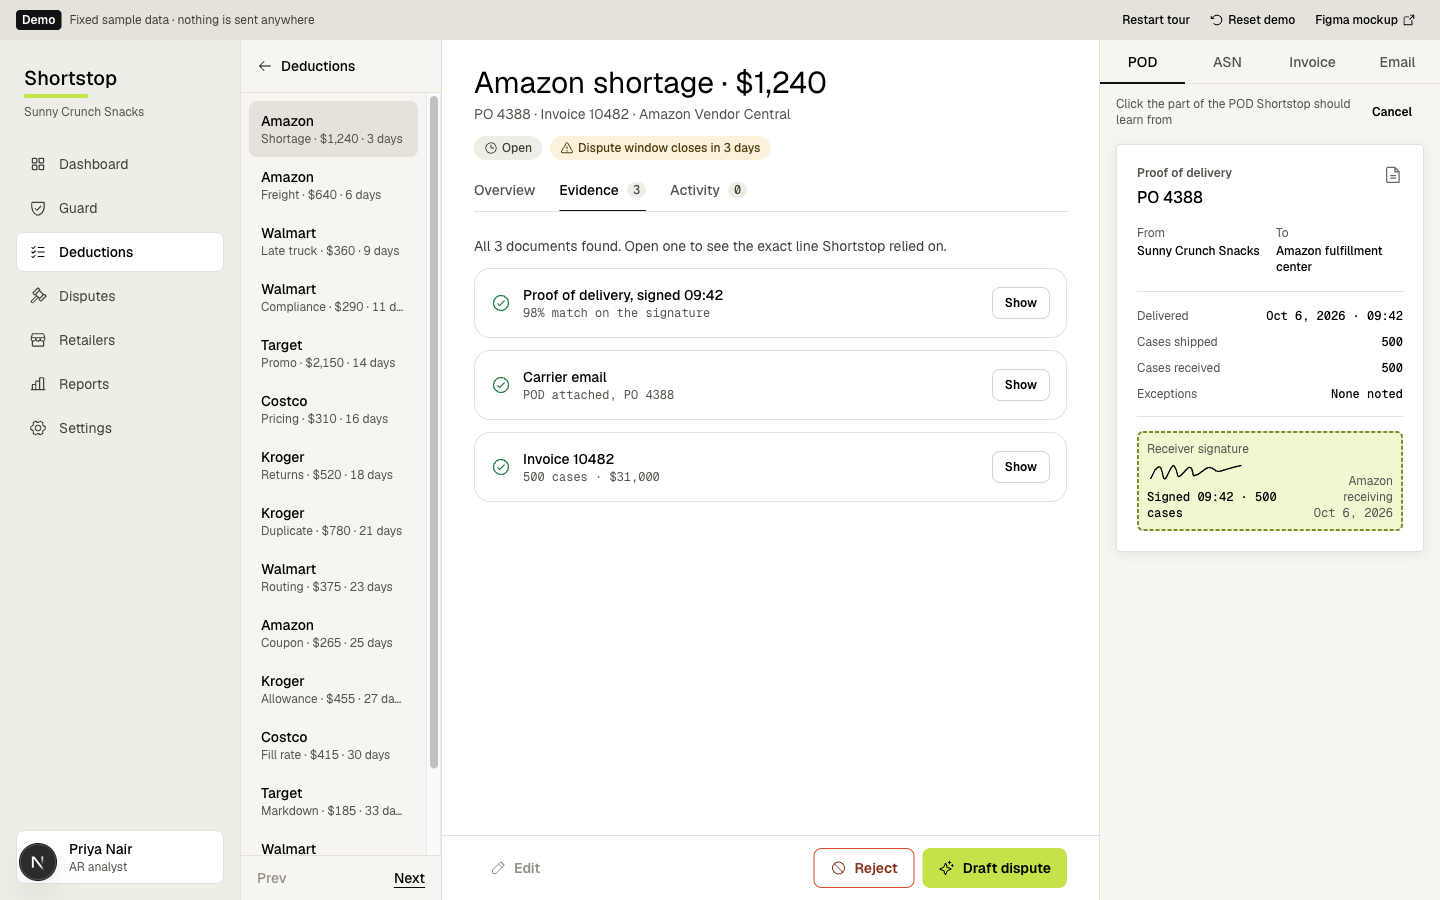 Demo
Fixed sample data · nothing is sent anywhere
Restart tour
Reset demo
Figma mockup
Shortstop
Sunny Crunch Snacks
Dashboard
Guard
Deductions
Disputes
Retailers
Reports
Settings
Priya Nair
AR analyst
N
Deductions
Amazon
Shortage · $1,240 · 3 days
Amazon
Freight · $640 · 6 days
Walmart
Late truck · $360 · 9 days
Walmart
Compliance · $290 · 11 d...
Target
Promo · $2,150 · 14 days
Costco
Pricing · $310 · 16 days
Kroger
Returns · $520 · 18 days
Kroger
Duplicate · $780 · 21 days
Walmart
Routing · $375 · 23 days
Amazon
Coupon · $265 · 25 days
Kroger
Allowance · $455 · 27 da...
Costco
Fill rate · $415 · 30 days
Target
Markdown · $185 · 33 da...
Walmart
Prev
Next
Amazon shortage · $1,240
PO 4388 · Invoice 10482 · Amazon Vendor Central
Open
Dispute window closes in 3 days
Overview
Evidence 3
Activity 0
All 3 documents found. Open one to see the exact line Shortstop relied on.
Proof of delivery, signed 09:42
98% match on the signature
Show
Carrier email
POD attached, PO 4388
Show
Invoice 10482
500 cases · $31,000
Show
Edit
Reject
Draft dispute
POD
ASN
Invoice
Email
Click the part of the POD Shortstop should
learn from
Cancel
Proof of delivery
PO 4388
From
Sunny Crunch Snacks
To
Amazon fulfillment
center
Delivered
Oct 6, 2026 · 09:42
Cases shipped
500
Cases received
500
Exceptions
None noted
Receiver signature
Signed 09:42 · 500
cases
Amazon
receiving
Oct 6, 2026